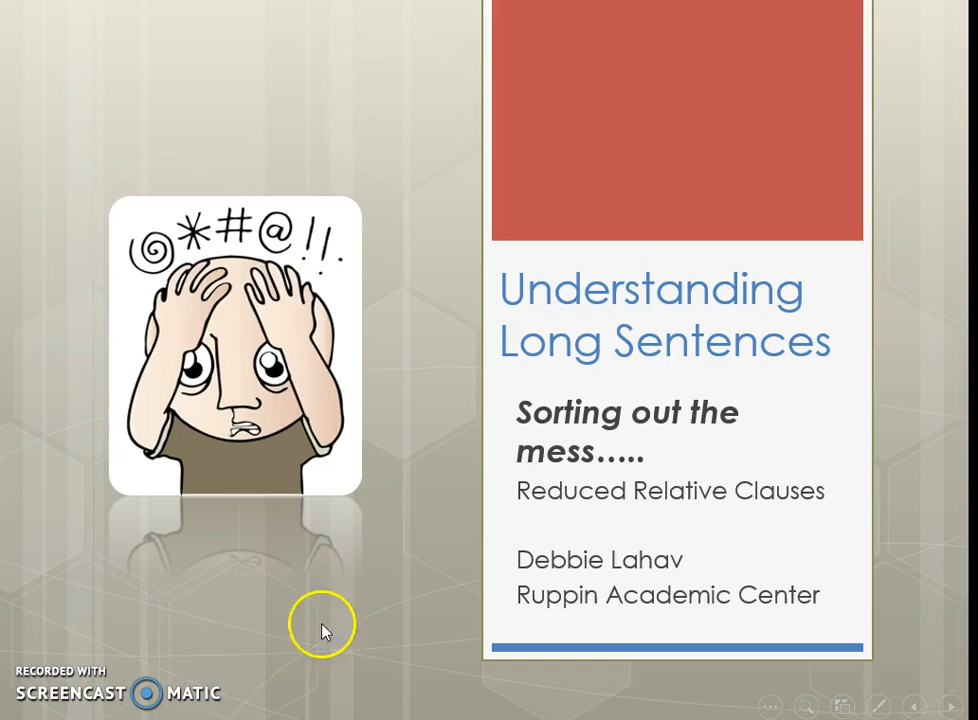 @*#@!!.
Understanding
Long Sentences
Sorting out the
mess.....
Reduced Relative Clauses
Debbie Lahav
Ruppin Academic Center
RECORDED WITH
SCREENCAST MATIC